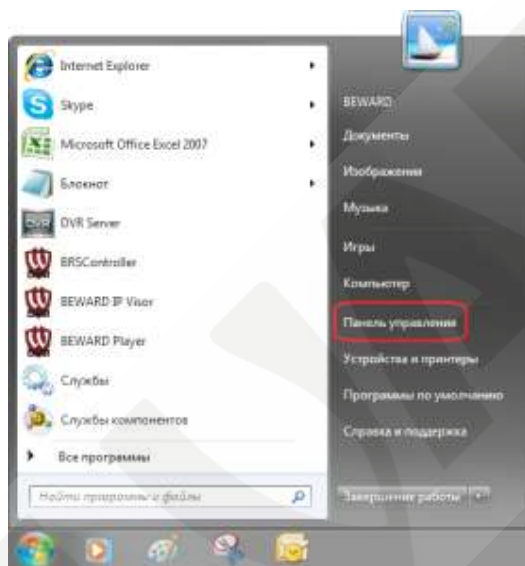 Internet Explorer
Skype
Microsoft Office Excel 2007
Блокнот
DVR Server
BRSController
BEWARD IP Visor
BEWARD Player
Службы
Службы компонентов
Все программы
Найти программы и файлы
BEWARD
Документы
Изображения
Музыка
Игры
Компьютер
Панель управления
Устройства и принтеры
Программы по умолчанию
Справка и поддержка
Завершение работы